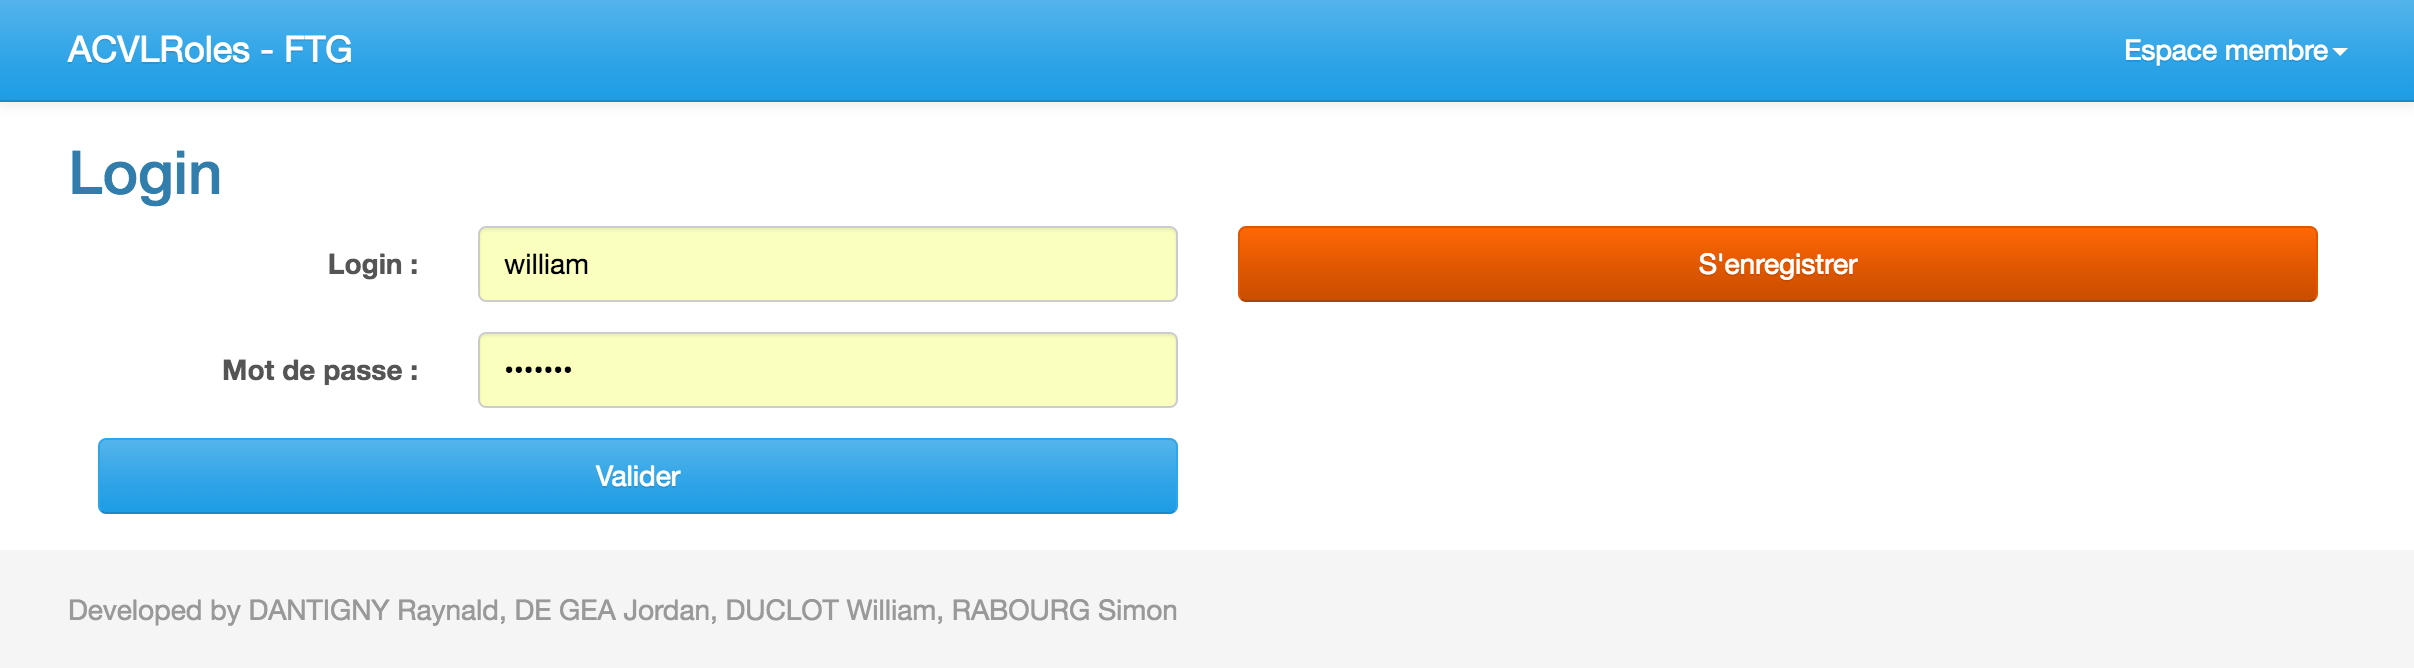 ACVLRoles - FTG
Espace membre
Login
Login :
william
S'enregistrer
Mot de passe :
•••••••
Valider
Developed by DANTIGNY Raynald, DE GEA Jordan, DUCLOT William, RABOURG Simon